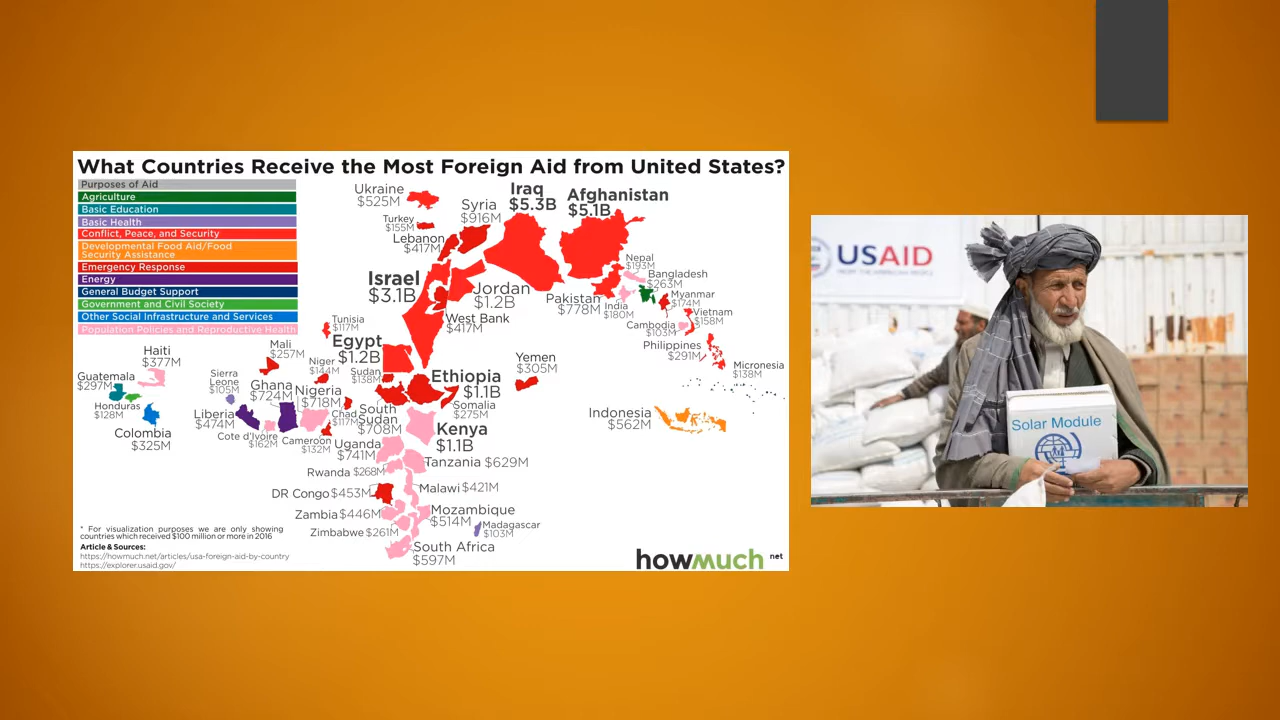 What Countries Receive the Most Foreign Aid from United States?
Purposes of Aid
Agriculture
Basic Education
Basic Health
Conflict, Peace, and Security
Developmental Food Aid/Food
Security Assistance
Emergency Response
Energy
General Budget Support
Government and Civil Society
Other Social Infrastructure and Services
Population Policies and Reproductive Health
Ukraine
$525M
Turkey
$155M
Lebanon
$417M
Syria
$916M
Iraq
$5.3B
Afghanistan
$5.1B
Israel
$3.1B
Jordan
$1.2B
West Bank
$417M
Pakistan
$778M
Nepal
$193M
Bangladesh
$263M
India
$180M
Myanmar
$174M
Vietnam
$158M
Cambodia
$103M
Philippines
$291M
Micronesia
$138M
Indonesia
$562M
Yemen
$305M
Tunisia
$117M
Egypt
$1.2B
Sudan
$138M
Ethiopia
$1.1B
Somalia
$275M
Kenya
$1.1B
Haiti
$377M
Guatemala
$297M
Honduras
$128M
Colombia
$325M
Mali
$257M
Niger
$144M
Sierra
Leone
$105M
Ghana
$724M
Nigeria
$718M
Liberia
$474M
Cote d'Ivoire
$162M
Cameroon
$132M
Chad
$117M
South
Sudan
$708M
Uganda
$741M
Rwanda $268M
Tanzania $629M
DR Congo $453M
Malawi $421M
Zambia $446M
Mozambique
$514M
Zimbabwe $261M
Madagascar
$103M
South Africa
$597M
* For visualization purposes we are only showing
countries which received $100 million or more in 2016
Article & Sources:
https://howmuch.net/articles/usa-foreign-aid-by-country
https://explorer.usaid.gov/
howmuch net
USAID
FROM THE AMERICAN PEOPLE
Solar Module